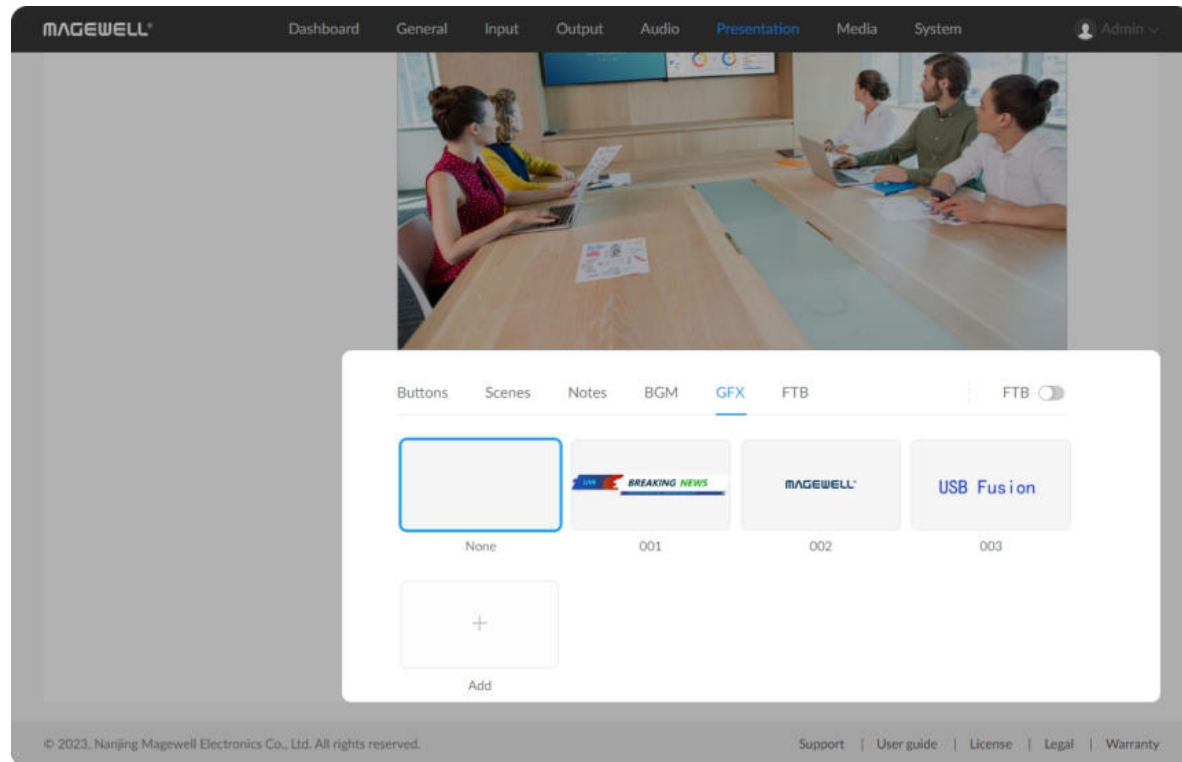 MAGEWELL®
Dashboard General Input Output Audio Presentation Media System Admin
Buttons Scenes Notes BGM GFX FTB FTB
LIVE BREAKING NEWS
MAGEWELL®
USB Fusion
None 001 002 003
+
Add
© 2023. Nanjing Magewell Electronics Co., Ltd. All rights reserved. Support | User guide | License | Legal | Warranty